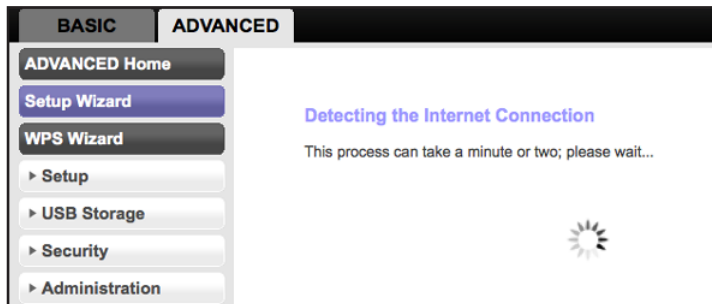 BASIC
ADVANCED
ADVANCED Home
Setup Wizard
WPS Wizard
Setup
USB Storage
Security
Administration
Detecting the Internet Connection
This process can take a minute or two; please wait...